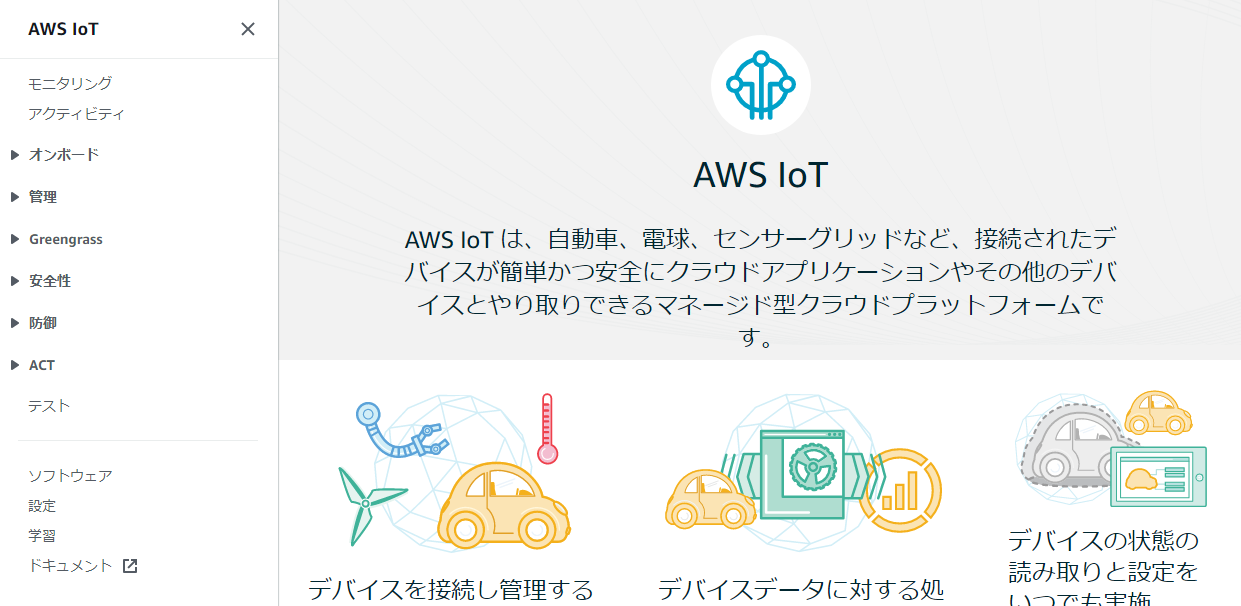 AWS IoT
モニタリング
アクティビティ
オンボード
管理
Greengrass
安全性
防御
ACT
テスト
ソフトウェア
設定
学習
ドキュメント
AWS IoT
AWS IoT は、自動車、電球、センサーグリッドなど、接続されたデ
バイスが簡単かつ安全にクラウドアプリケーションやその他のデバ
イスとやり取りできるマネージド型クラウドプラットフォームで
す。
デバイスを接続し管理する
デバイスデータに対する処
デバイスの状態の
読み取りと設定を
いつでも実施